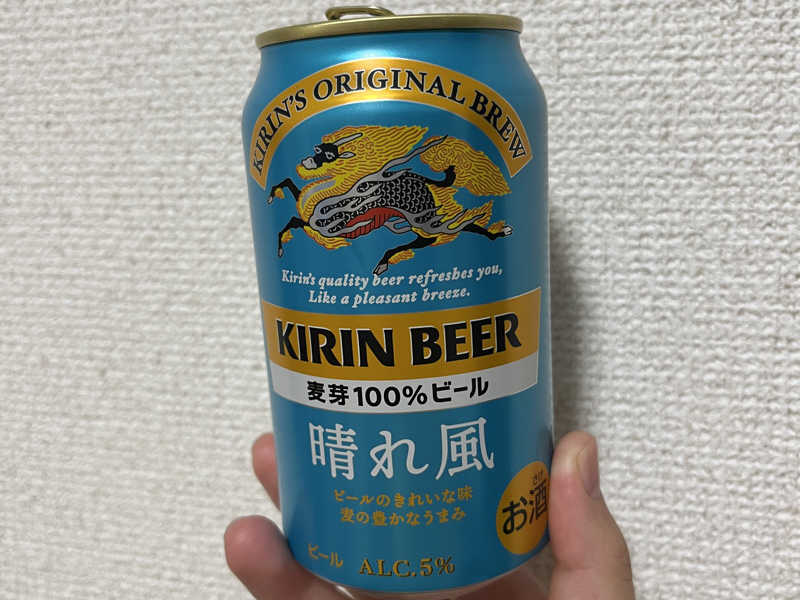 KIRIN'S ORIGINAL BREW
Kirin's quality beer refreshes you,
Like a pleasant breeze.
KIRIN BEER
麦芽100%ビール
晴れ風
ビールのきれいな味
麦の豊かなうまみ
さけ
お酒
ビール ALC.5%